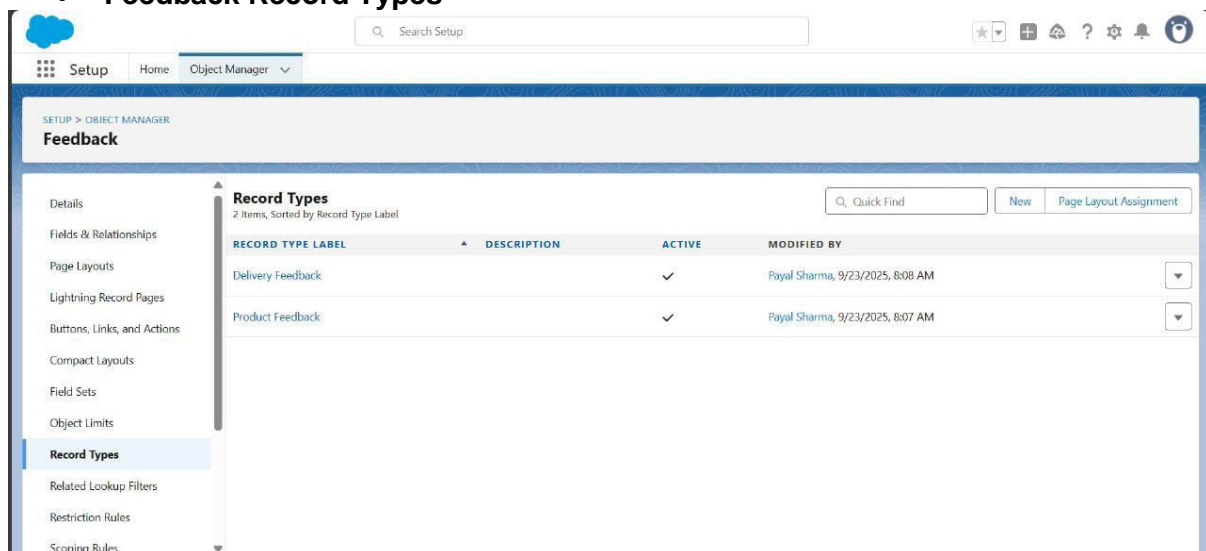 • Feedback Record Types
Search Setup
Setup Home Object Manager
SETUP > OBJECT MANAGER
Feedback
Details
Fields & Relationships
Page Layouts
Lightning Record Pages
Buttons, Links, and Actions
Compact Layouts
Field Sets
Object Limits
Record Types
Related Lookup Filters
Restriction Rules
Scoping Rules
Record Types
2 Items, Sorted by Record Type Label
Quick Find
New Page Layout Assignment
RECORD TYPE LABEL DESCRIPTION ACTIVE MODIFIED BY
Delivery Feedback Payal Sharma, 9/23/2025, 8:08 AM
Product Feedback Payal Sharma, 9/23/2025, 8:07 AM